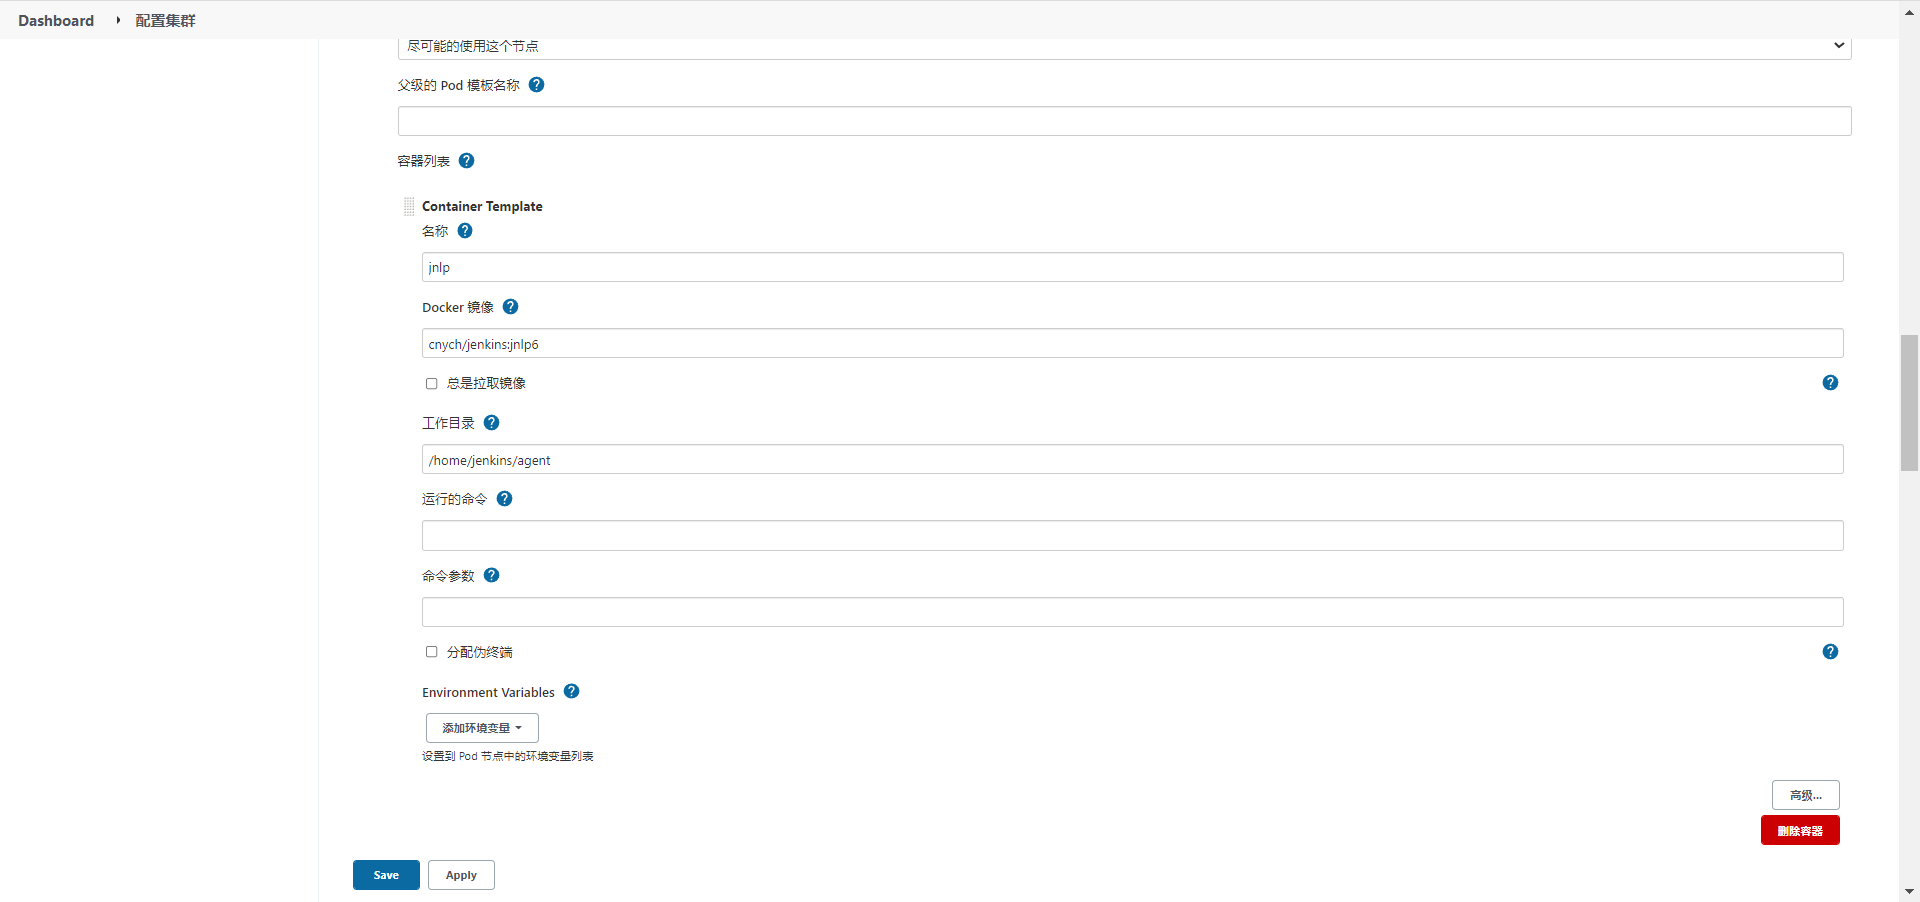 Dashboard
配置集群
尽可能的使用这个节点
父级的 Pod 模板名称
容器列表
Container Template
名称
jnlp
Docker 镜像
cnych/jenkins:jnlp6
总是拉取镜像
工作目录
/home/jenkins/agent
运行的命令
命令参数
分配伪终端
Environment Variables
添加环境变量
设置到 Pod 节点中的环境变量列表
高级...
删除容器
Save
Apply